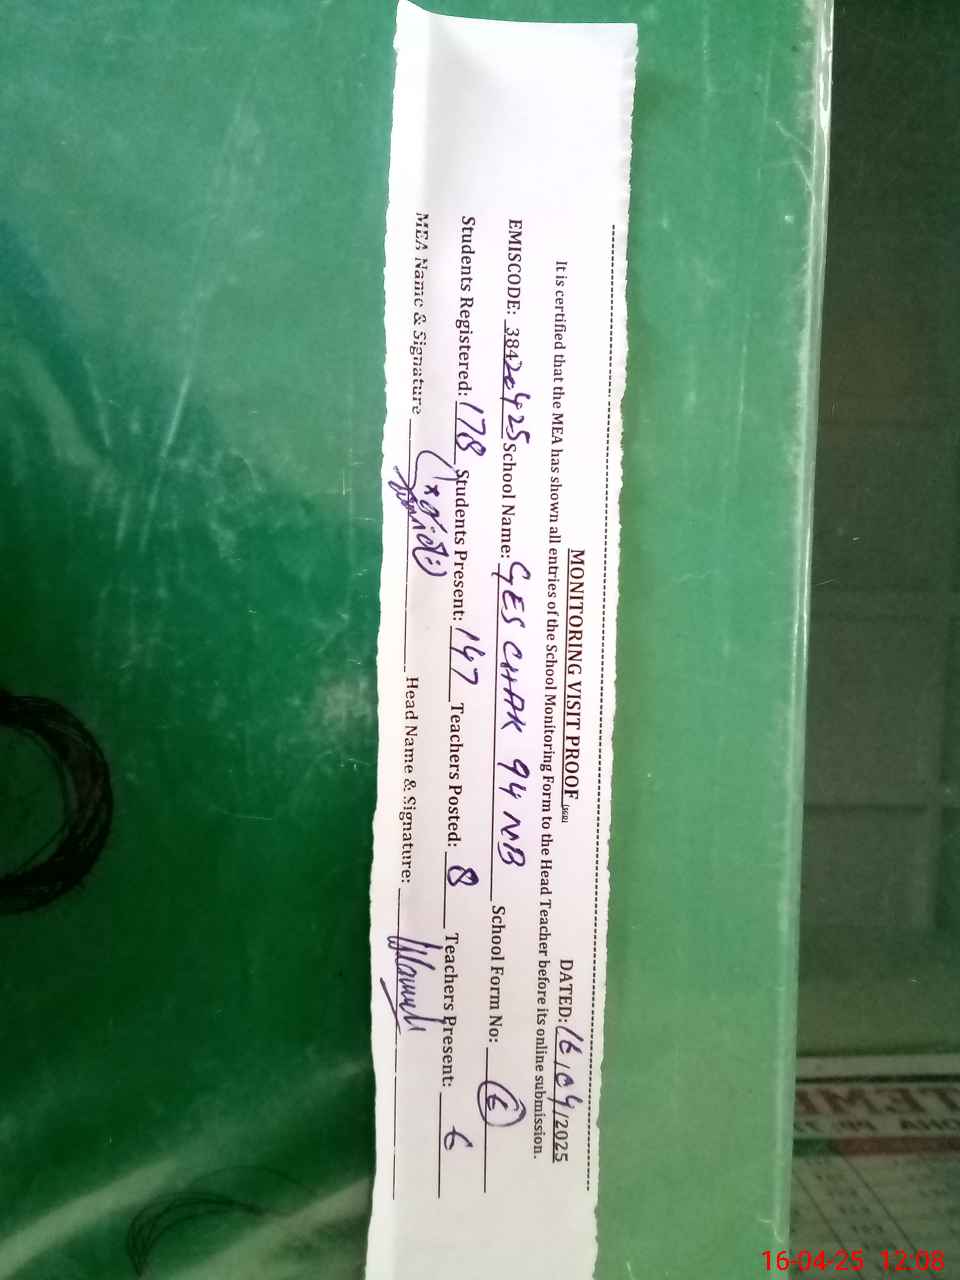 MONITORING VISIT PROOF (SGD) DATED: 16/04/2025
It is certified that the MEA has shown all entries of the School Monitoring Form to the Head Teacher before its online submission.
EMISCODE: 38420425 School Name: GES CHAK 94 NB School Form No: 6
Students Registered: 178 Students Present: 147 Teachers Posted: 8 Teachers Present: 6
MEA Name & Signature Head Name & Signature:
16-04-25 12:08